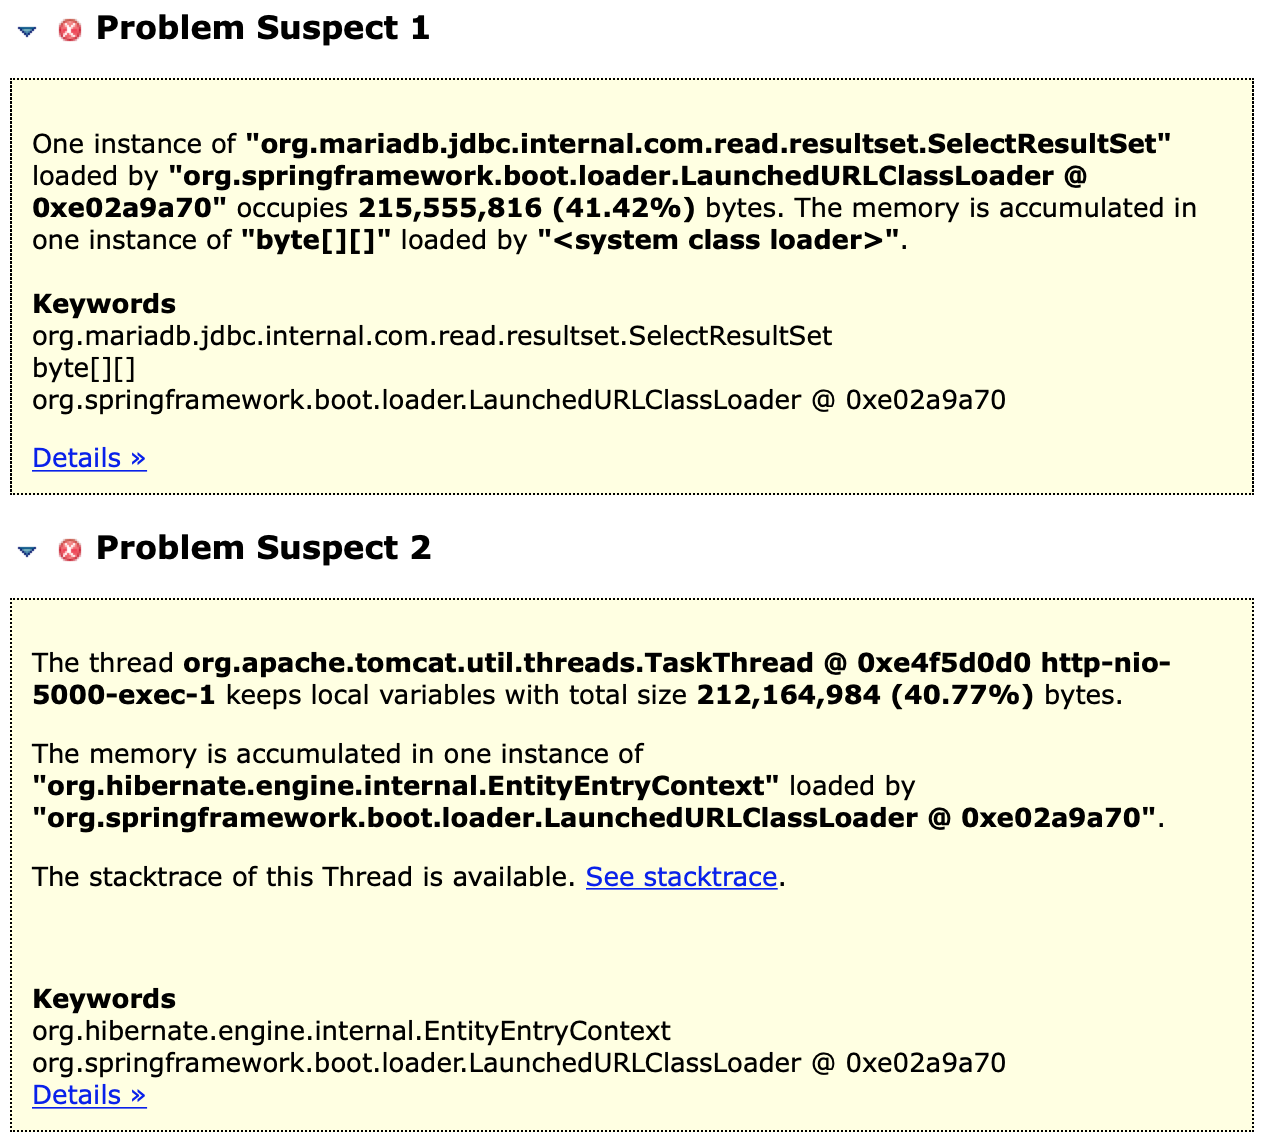 Problem Suspect 1
One instance of "org.mariadb.jdbc.internal.com.read.resultset.SelectResultSet"
loaded by "org.springframework.boot.loader.LaunchedURLClassLoader @
0xe02a9a70" occupies 215,555,816 (41.42%) bytes. The memory is accumulated in
one instance of "byte[][]" loaded by "<system class loader>".
Keywords
org.mariadb.jdbc.internal.com.read.resultset.SelectResultSet
byte[][]
org.springframework.boot.loader.LaunchedURLClassLoader @ 0xe02a9a70
Details »
Problem Suspect 2
The thread org.apache.tomcat.util.threads.TaskThread @ 0xe4f5d0d0 http-nio-
5000-exec-1 keeps local variables with total size 212,164,984 (40.77%) bytes.
The memory is accumulated in one instance of
"org.hibernate.engine.internal.EntityEntryContext" loaded by
"org.springframework.boot.loader.LaunchedURLClassLoader @ 0xe02a9a70".
The stacktrace of this Thread is available. See stacktrace.
Keywords
org.hibernate.engine.internal.EntityEntryContext
org.springframework.boot.loader.LaunchedURLClassLoader @ 0xe02a9a70
Details »